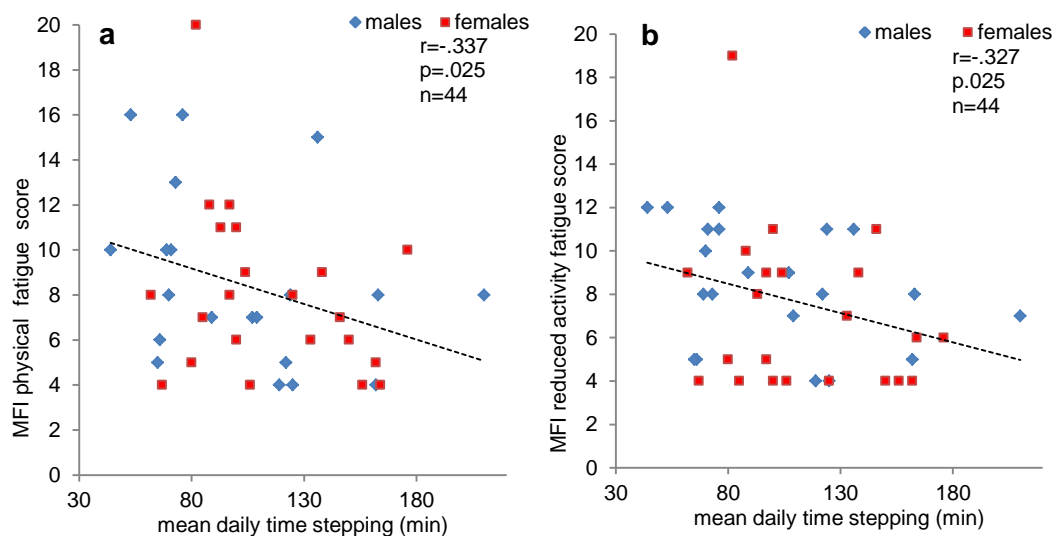 a
males females
r=-.337
p=.025
n=44
MFI physical fatigue score
20
18
16
14
12
10
8
6
4
2
0
30 80 130 180
mean daily time stepping (min)
b
males females
r=-.327
p.025
n=44
MFI reduced activity fatigue score
20
18
16
14
12
10
8
6
4
2
0
30 80 130 180
mean daily time stepping (min)